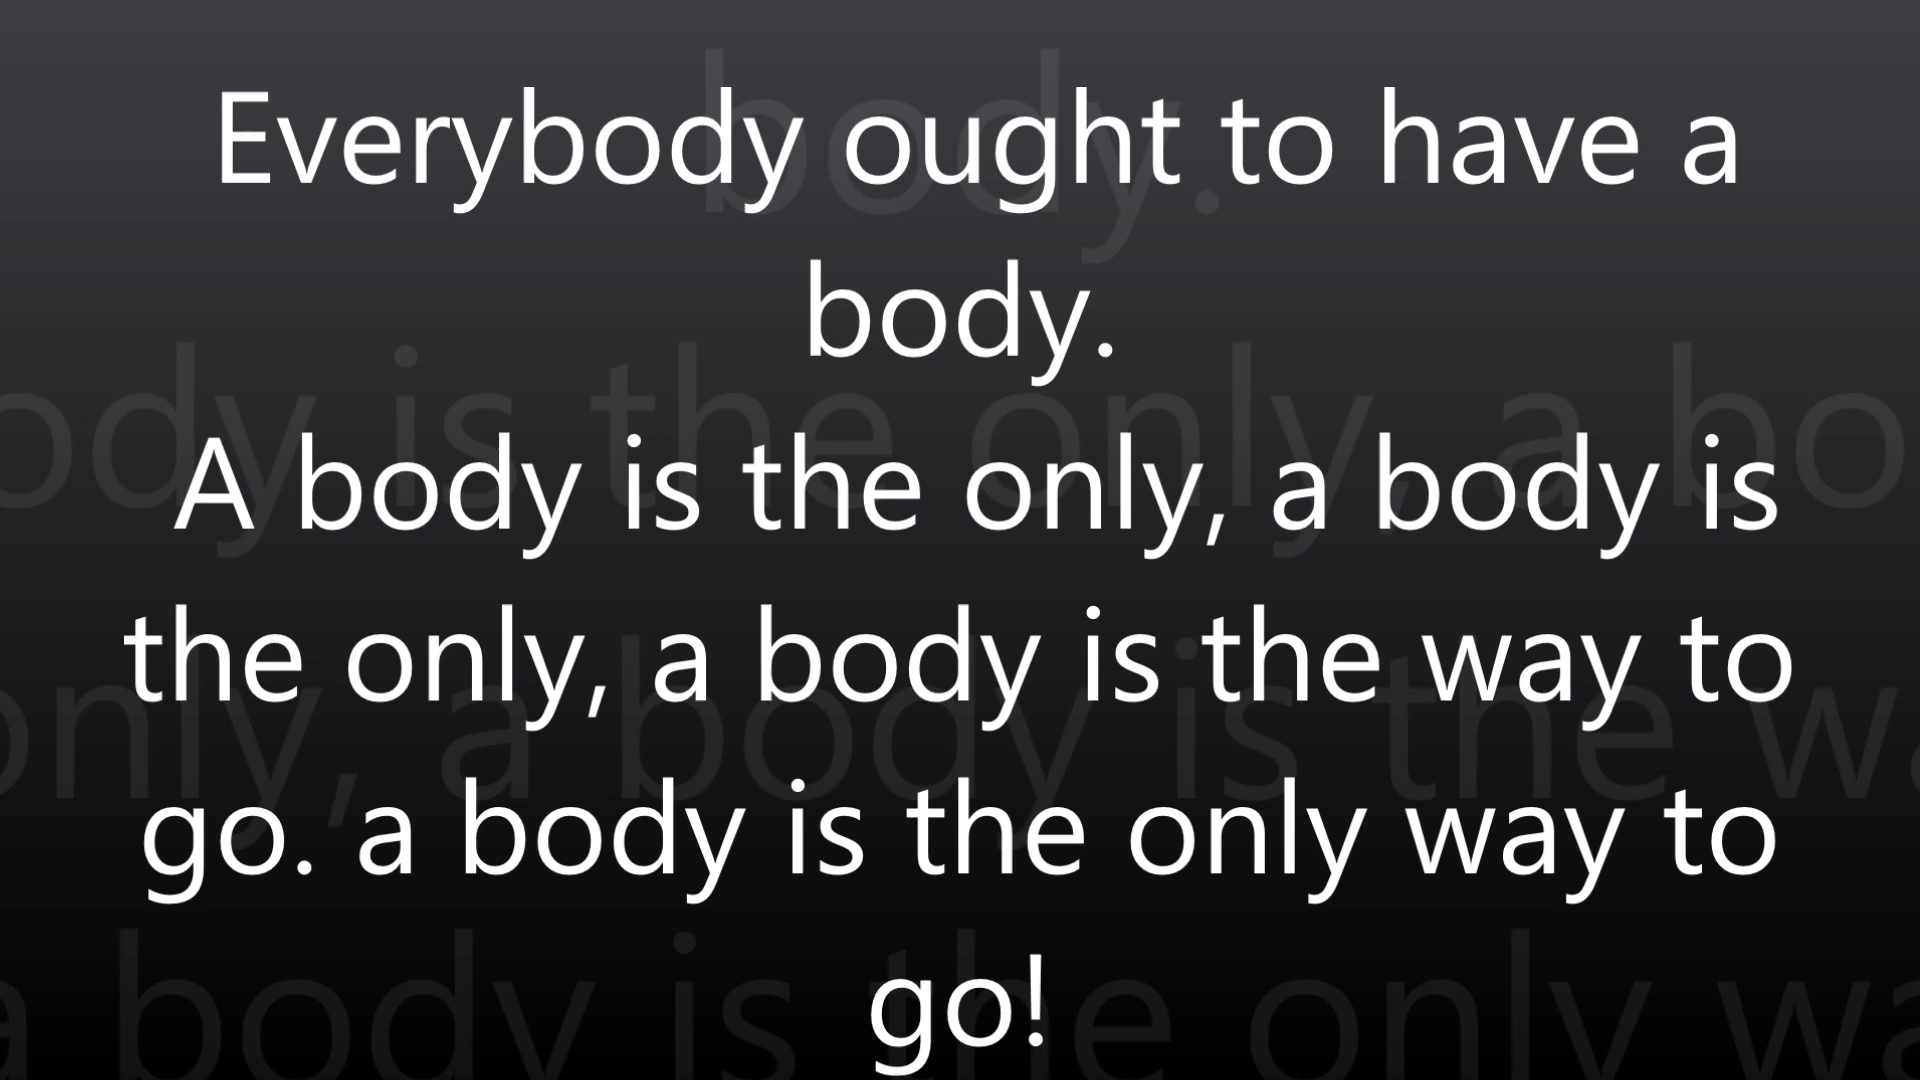 Everybody ought to have a
body.
A body is the only, a body is
the only, a body is the way to
go. a body is the only way to
go!